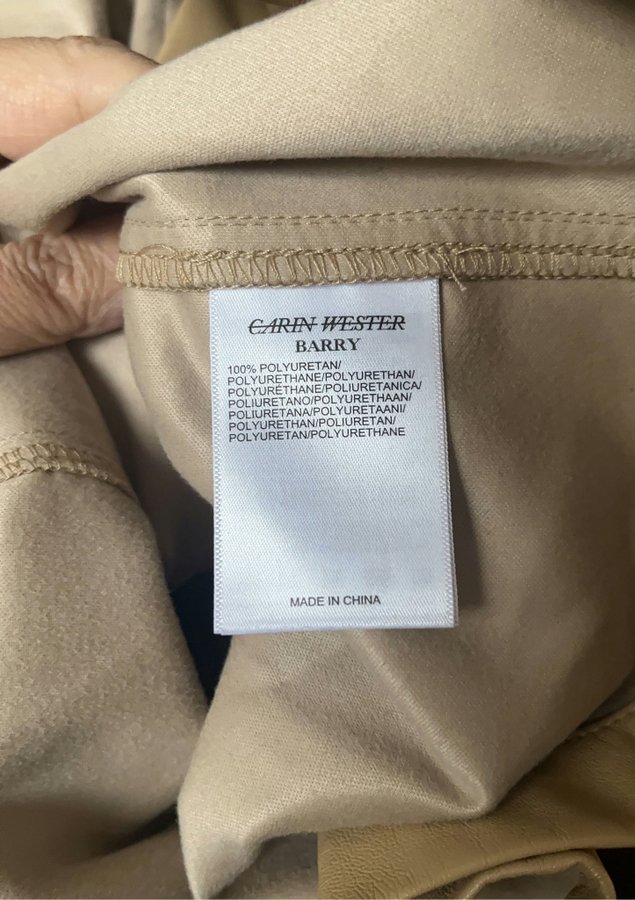 CARIN WESTER
BARRY
100% POLYURETAN/
POLYURETHANE/POLYURETHAN/
POLYURÉTHANE/POLIURETANICA/
POLIURETANO/POLYURETHAAN/
POLIURETANA/POLYURETAANI/
POLYURETHAN/POLIURETAN/
POLYURETAN/POLYURETHANE
MADE IN CHINA